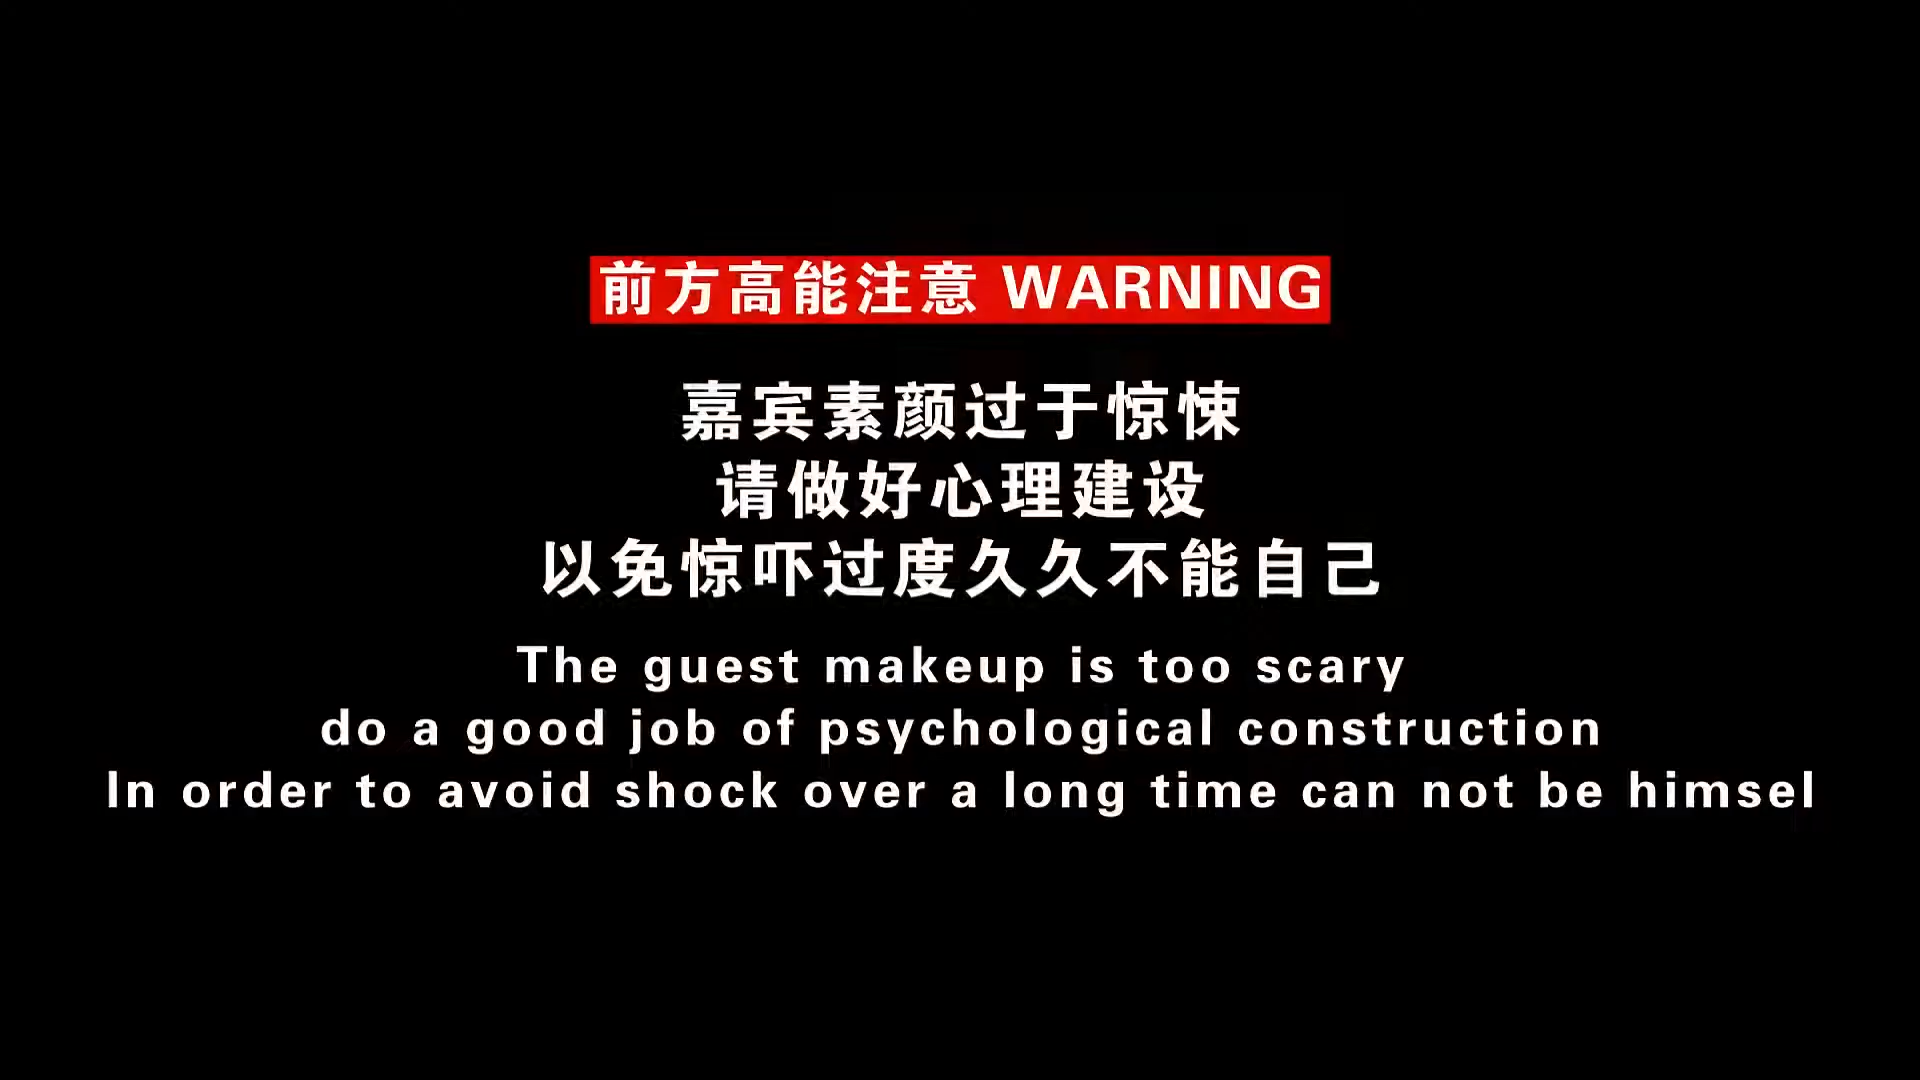 前方高能注意 WARNING
嘉宾素颜过于惊悚
请做好心理建设
以免惊吓过度久久不能自己
The guest makeup is too scary
do a good job of psychological construction
In order to avoid shock over a long time can not be himsel